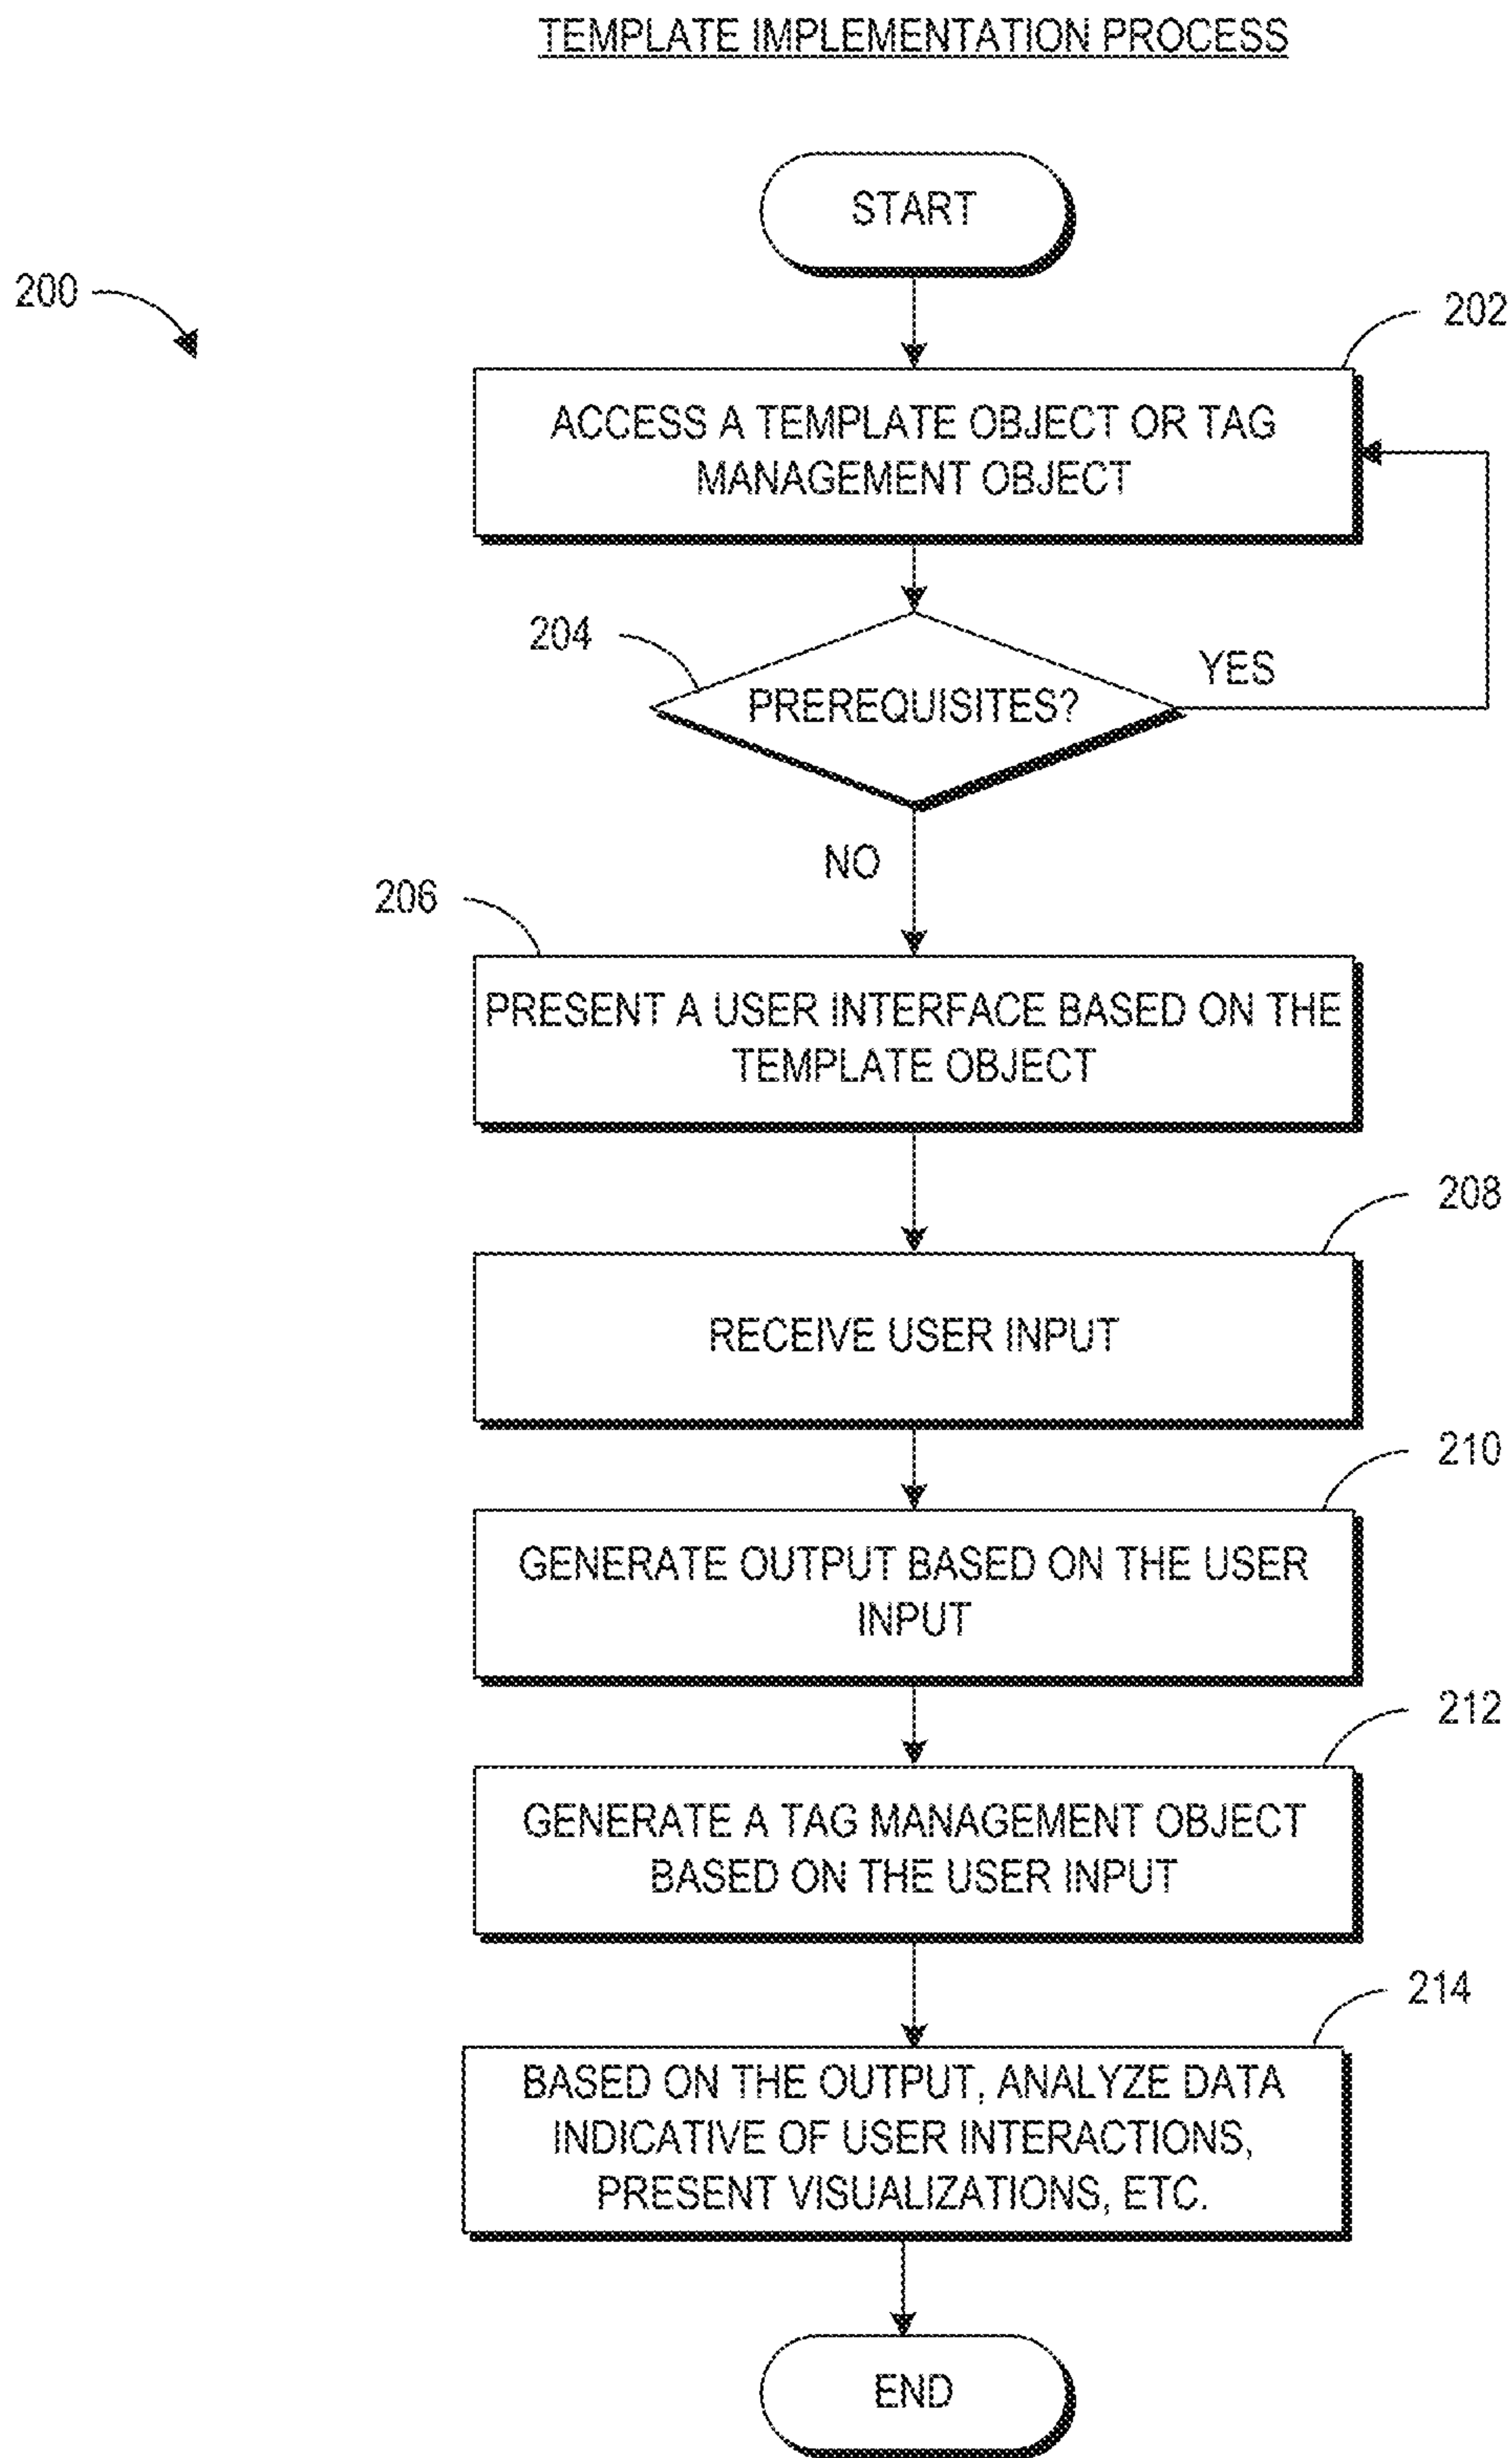 TEMPLATE IMPLEMENTATION PROCESS
START
200
202
ACCESS A TEMPLATE OBJECT OR TAG
MANAGEMENT OBJECT
204
YES
PREREQUISITES?
NO
206
PRESENT A USER INTERFACE BASED ON THE
TEMPLATE OBJECT
208
RECEIVE USER INPUT
210
GENERATE OUTPUT BASED ON THE USER
INPUT
212
GENERATE A TAG MANAGEMENT OBJECT
BASED ON THE USER INPUT
214
BASED ON THE OUTPUT, ANALYZE DATA
INDICATIVE OF USER INTERACTIONS,
PRESENT VISUALIZATIONS, ETC.
END